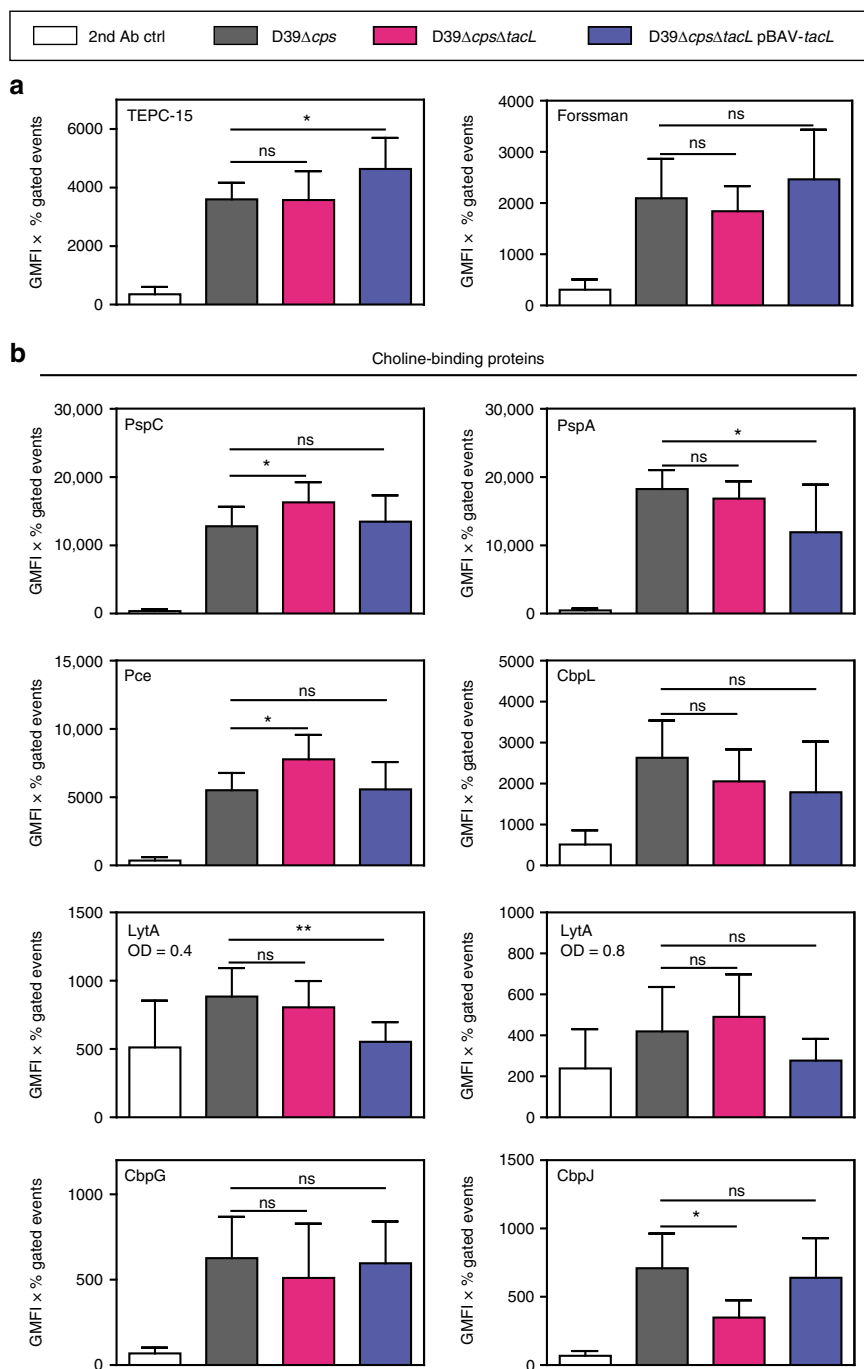 2nd Ab ctrl D39Δcps D39ΔcpsΔtacL D39ΔcpsΔtacL pBAV-tacL
a
TEPC-15
GMFI × % gated events
6000
4000
2000
0
*
ns
Forssman
GMFI × % gated events
4000
3000
2000
1000
0
ns
ns
b
Choline-binding proteins
PspC
GMFI × % gated events
30,000
20,000
10,000
0
ns
*
PspA
GMFI × % gated events
30,000
20,000
10,000
0
*
ns
Pce
GMFI × % gated events
15,000
10,000
5000
0
ns
*
CbpL
GMFI × % gated events
5000
4000
3000
2000
1000
0
ns
ns
LytA
OD = 0.4
GMFI × % gated events
1500
1000
500
0
**
ns
LytA
OD = 0.8
GMFI × % gated events
1000
800
600
400
200
0
ns
ns
CbpG
GMFI × % gated events
1000
500
0
ns
ns
CbpJ
GMFI × % gated events
1500
1000
500
0
ns
*